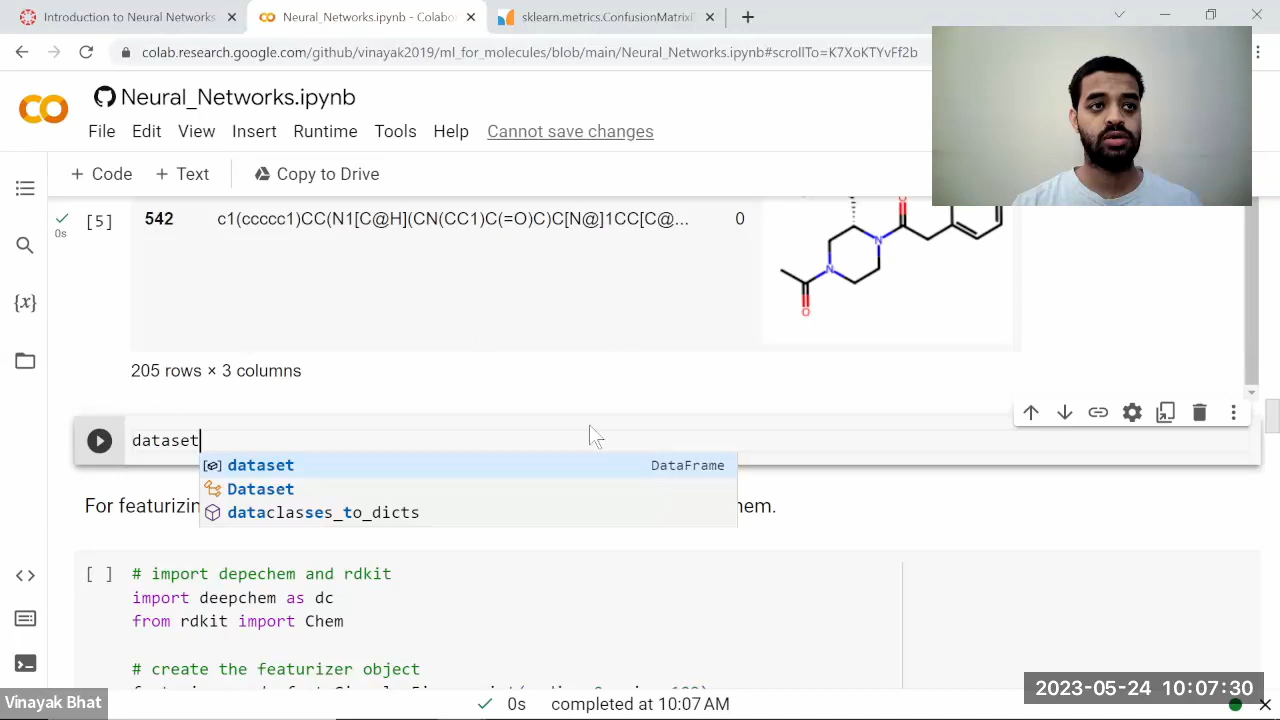 Introduction to Neural Networks
Neural_Networks.ipynb - Colabo
sklearn.metrics.ConfusionMatrixD
colab.research.google.com/github/vinayak2019/ml_for_molecules/blob/main/Neural_Networks.ipynb#scrollTo=K7XoKTYvFf2b
CO
Neural_Networks.ipynb
File Edit View Insert Runtime Tools Help Cannot save changes
+ Code + Text Copy to Drive
[5] 542 c1(ccccc1)CC(N1[C@H](CN(CC1)C(=O)C)C[N@]1CC[C@... 0
0s
O
N
N
O
{x}
205 rows × 3 columns
dataset
dataset DataFrame
Dataset
dataclasses_to_dicts
For featurizin
em.
[ ] # import depechem and rdkit
import deepchem as dc
from rdkit import Chem
# create the featurizer object
Vinayak Bhat
0s completed at 10:07 AM
2023-05-24 10:07:30